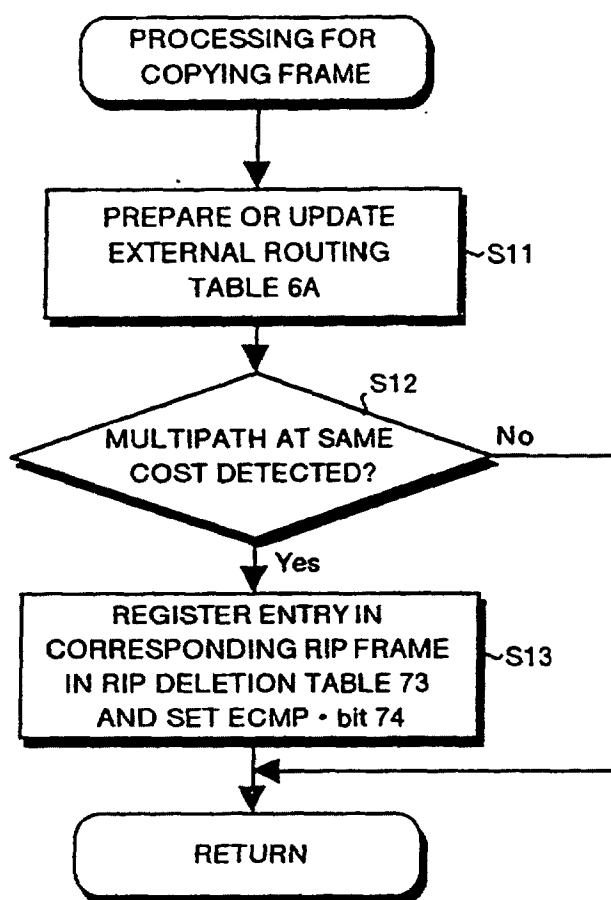 PROCESSING FOR
COPYING FRAME
PREPARE OR UPDATE
EXTERNAL ROUTING
TABLE 6A
S11
S12
MULTIPATH AT SAME
COST DETECTED?
No
Yes
REGISTER ENTRY IN
CORRESPONDING RIP FRAME
IN RIP DELETION TABLE 73
AND SET ECMP • bit 74
S13
RETURN